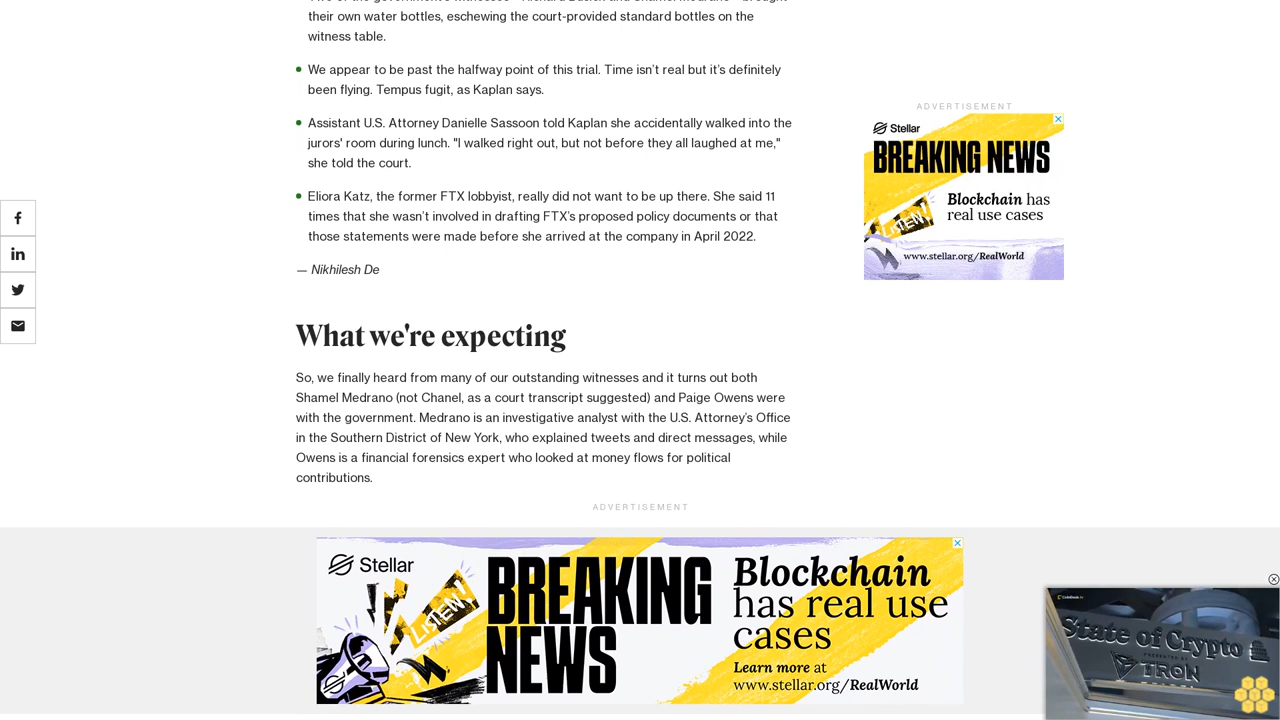 their own water bottles, eschewing the court-provided standard bottles on the
witness table.
We appear to be past the halfway point of this trial. Time isn’t real but it’s definitely
been flying. Tempus fugit, as Kaplan says.
Assistant U.S. Attorney Danielle Sassoon told Kaplan she accidentally walked into the
jurors' room during lunch. "I walked right out, but not before they all laughed at me,"
she told the court.
Eliora Katz, the former FTX lobbyist, really did not want to be up there. She said 11
times that she wasn’t involved in drafting FTX’s proposed policy documents or that
those statements were made before she arrived at the company in April 2022.
— Nikhilesh De
What we're expecting
So, we finally heard from many of our outstanding witnesses and it turns out both
Shamel Medrano (not Chanel, as a court transcript suggested) and Paige Owens were
with the government. Medrano is an investigative analyst with the U.S. Attorney’s Office
in the Southern District of New York, who explained tweets and direct messages, while
Owens is a financial forensics expert who looked at money flows for political
contributions.
ADVERTISEMENT
Stellar
BREAKING NEWS
Blockchain has
real use cases
LISTEN!
www.stellar.org/RealWorld
ADVERTISEMENT
Stellar
LISTEN!
BREAKING
NEWS
Blockchain
has real use
cases
Learn more at
www.stellar.org/RealWorld
State of Crypto
PRESENTED BY
TRON